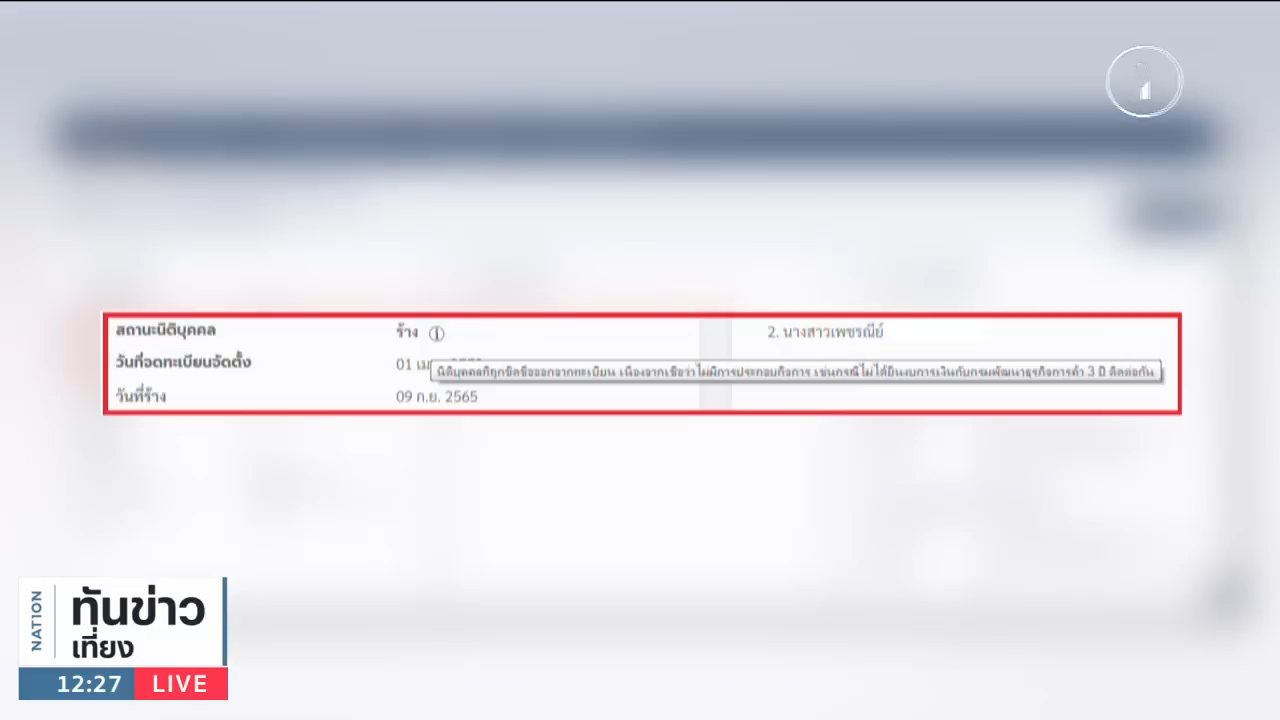 สถานะนิติบุคคล
ร้าง
2. นางสาวเพชรณีย์
วันที่จดทะเบียนจัดตั้ง
01 เม
นิติบุคคลที่ถูกขีดชื่อออกจากทะเบียน เนื่องจากเชื่อว่าไม่มีการประกอบกิจการ เช่นกรณีไม่ได้ยื่นงบการเงินกับกรมพัฒนาธุรกิจการค้า 3 ปี ติดต่อกัน
วันที่ร้าง
09 ก.ย. 2565
NATION
ทันข่าว
เที่ยง
12:27 LIVE